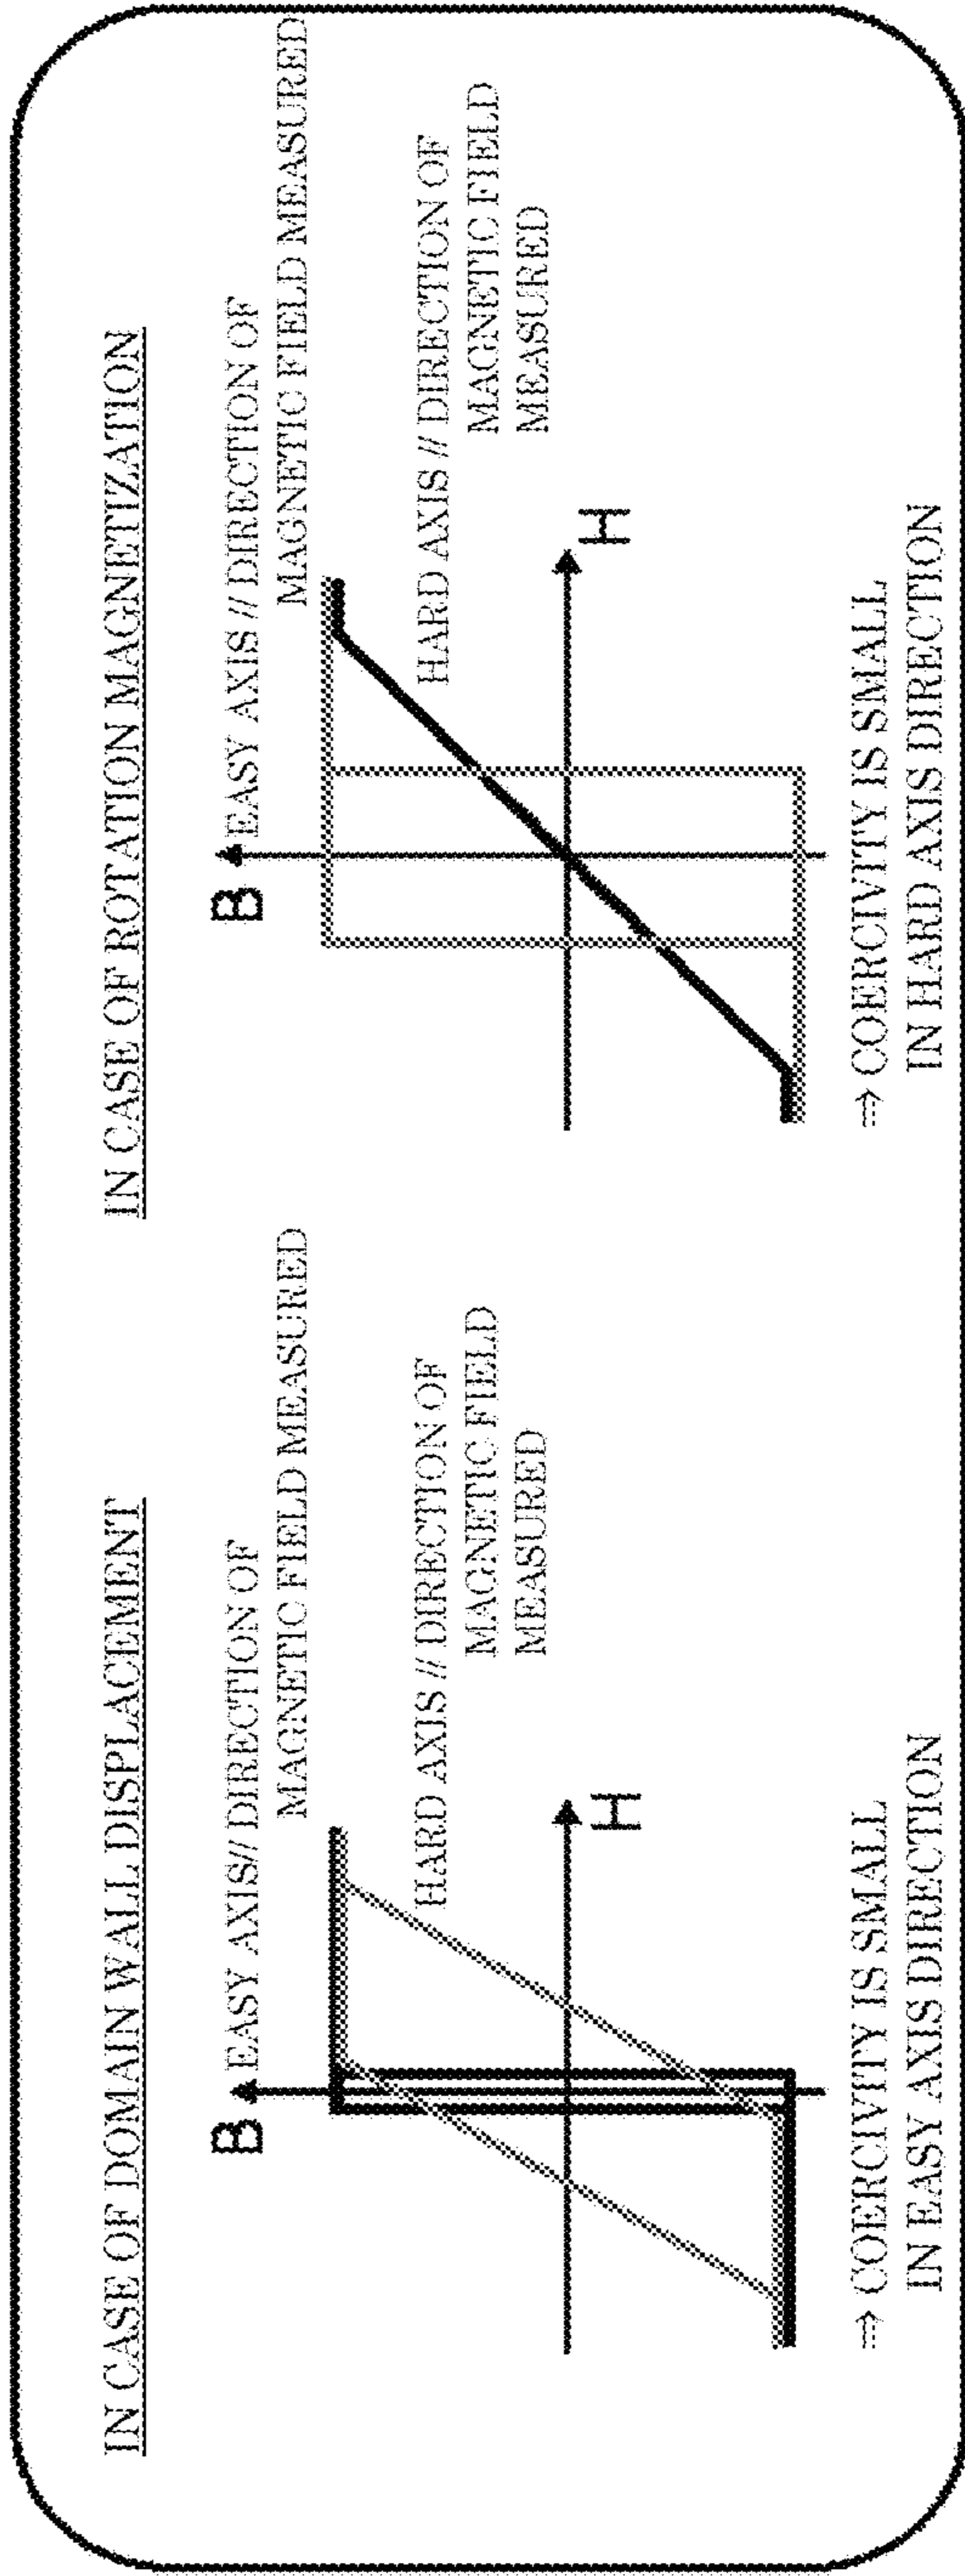 IN CASE OF DOMAIN WALL DISPLACEMENT
B
EASY AXIS// DIRECTION OF
MAGNETIC FIELD MEASURED
HARD AXIS // DIRECTION OF
MAGNETIC FIELD
MEASURED
H
⇒ COERCIVITY IS SMALL
IN EASY AXIS DIRECTION
IN CASE OF ROTATION MAGNETIZATION
B
EASY AXIS // DIRECTION OF
MAGNETIC FIELD MEASURED
HARD AXIS // DIRECTION OF
MAGNETIC FIELD
MEASURED
H
⇒ COERCIVITY IS SMALL
IN HARD AXIS DIRECTION